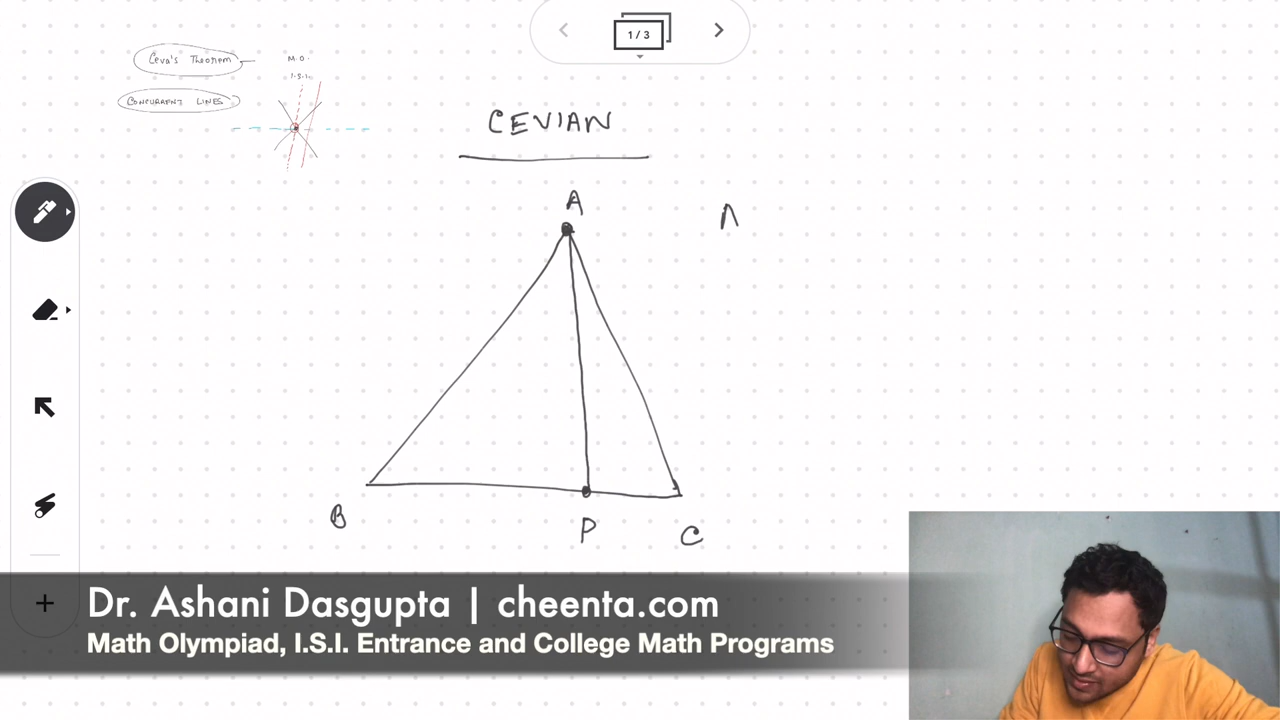 1 / 3
Ceva's Theorem
M.O.
I.S.I.
CONCURRENT LINES
CEVIAN
A
A
B
P
C
Dr. Ashani Dasgupta | cheenta.com
Math Olympiad, I.S.I. Entrance and College Math Programs